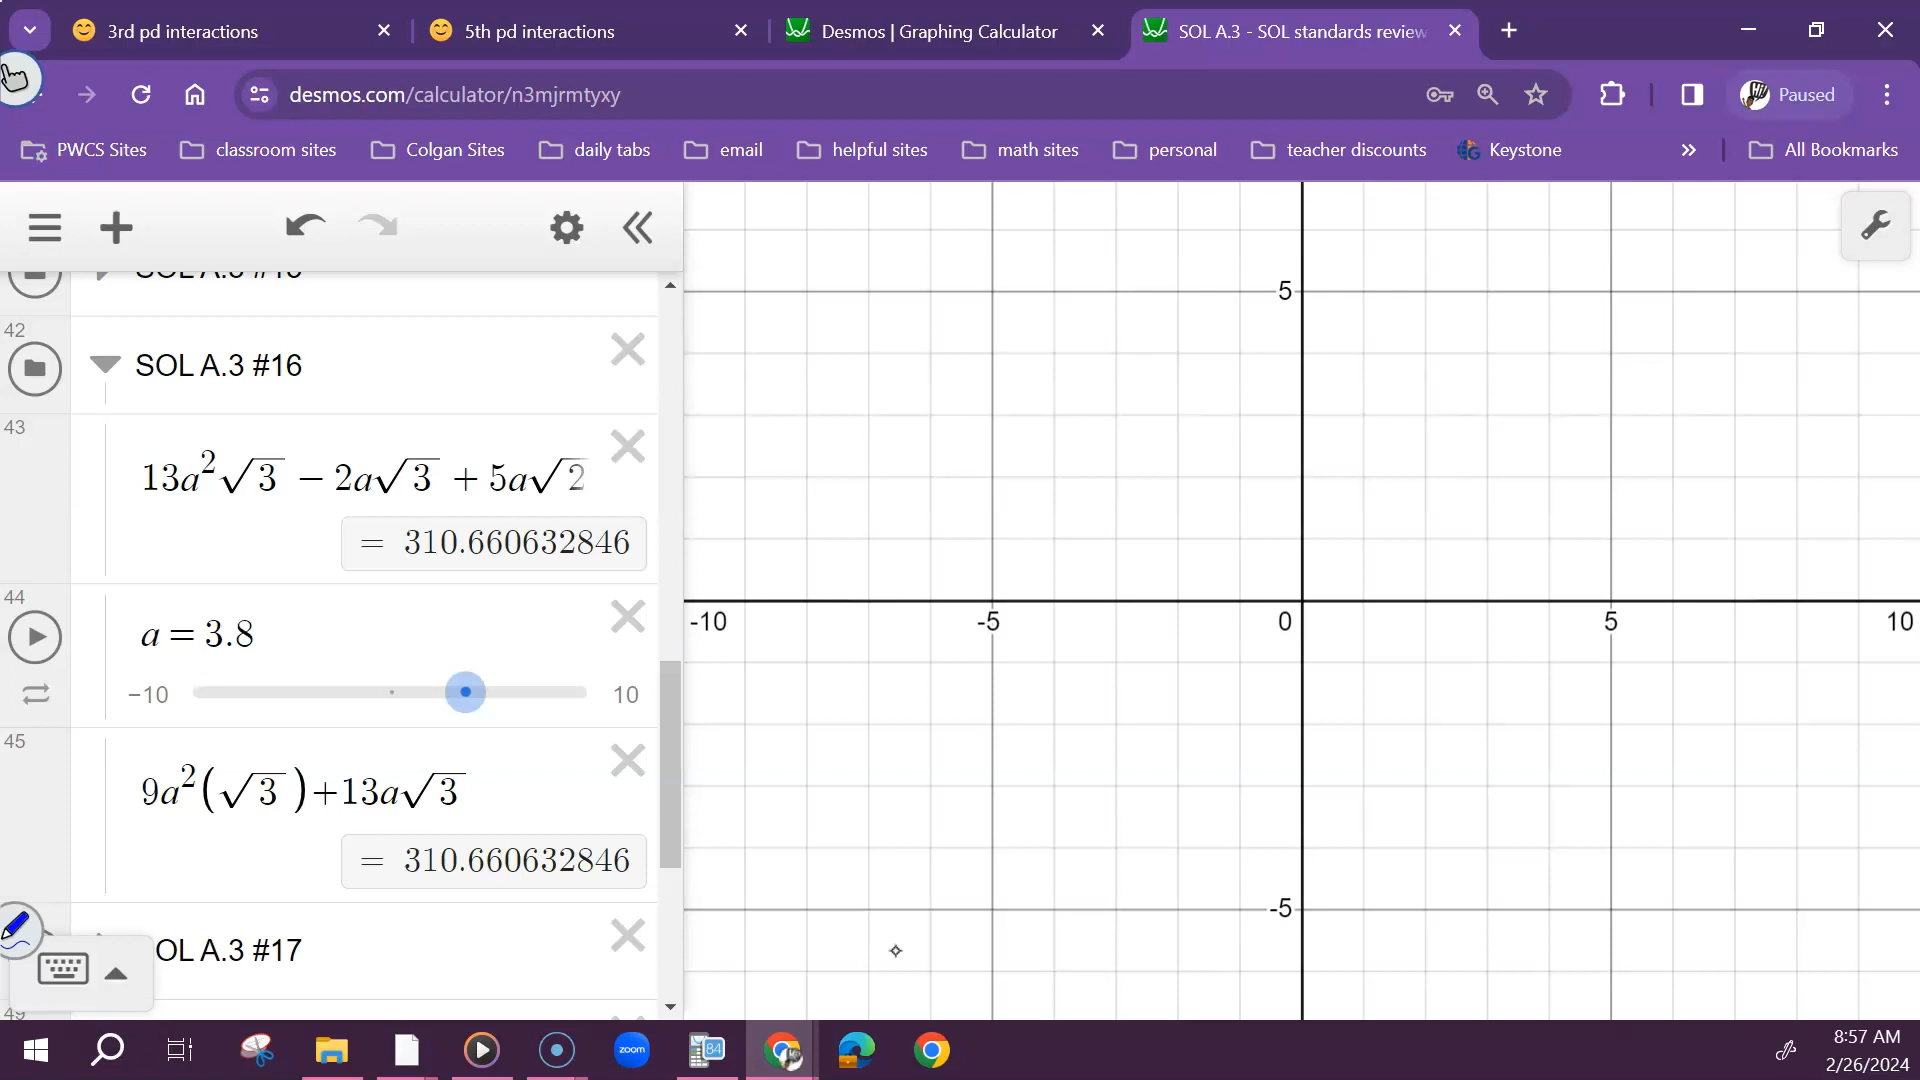 3rd pd interactions
5th pd interactions
Desmos | Graphing Calculator
SOL A.3 - SOL standards review
desmos.com/calculator/n3mjrmtyxy
Paused
PWCS Sites
classroom sites
Colgan Sites
daily tabs
email
helpful sites
math sites
personal
teacher discounts
Keystone
»
All Bookmarks
42
SOL A.3 #16
43
13a²√3 − 2a√3 + 5a√2
= 310.660632846
44
a = 3.8
−10
10
45
9a²(√3)+13a√3
= 310.660632846
OL A.3 #17
49
5
-10
-5
0
5
10
-5
zoom
84
8:57 AM
2/26/2024